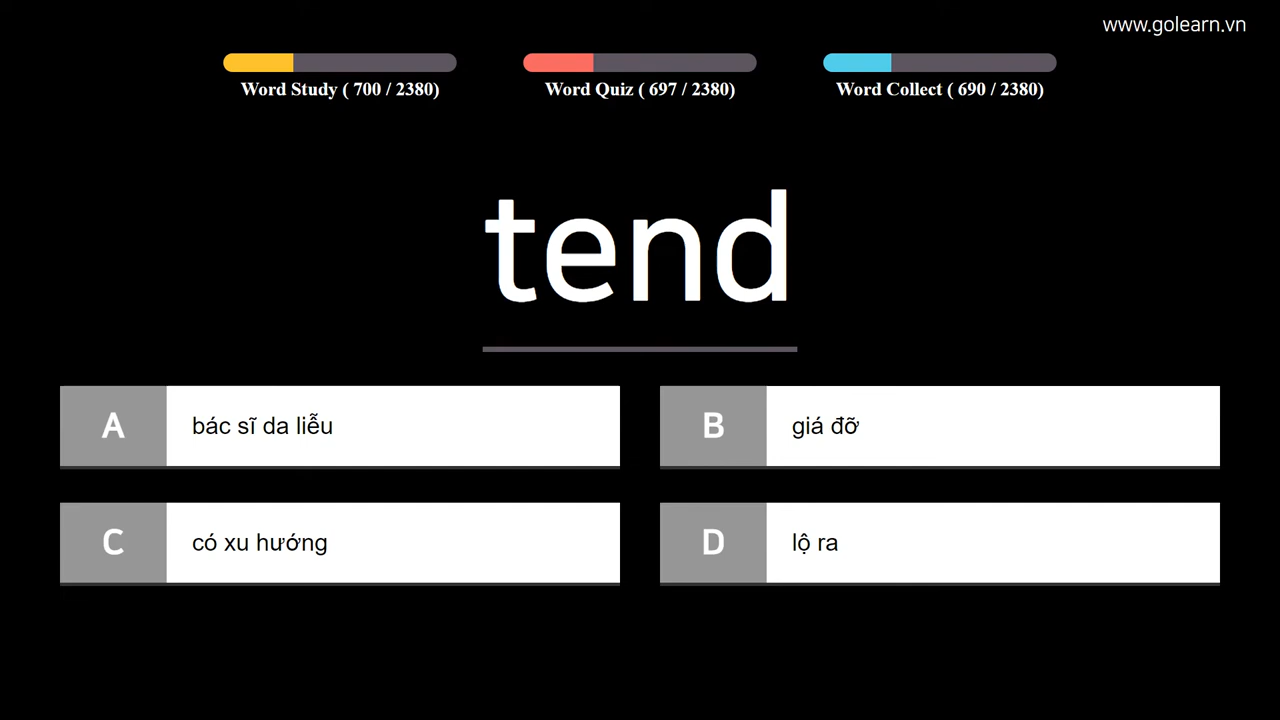 www.golearn.vn
Word Study ( 700 / 2380)
Word Quiz ( 697 / 2380)
Word Collect ( 690 / 2380)
tend
A bác sĩ da liễu
B giá đỡ
C có xu hướng
D lộ ra